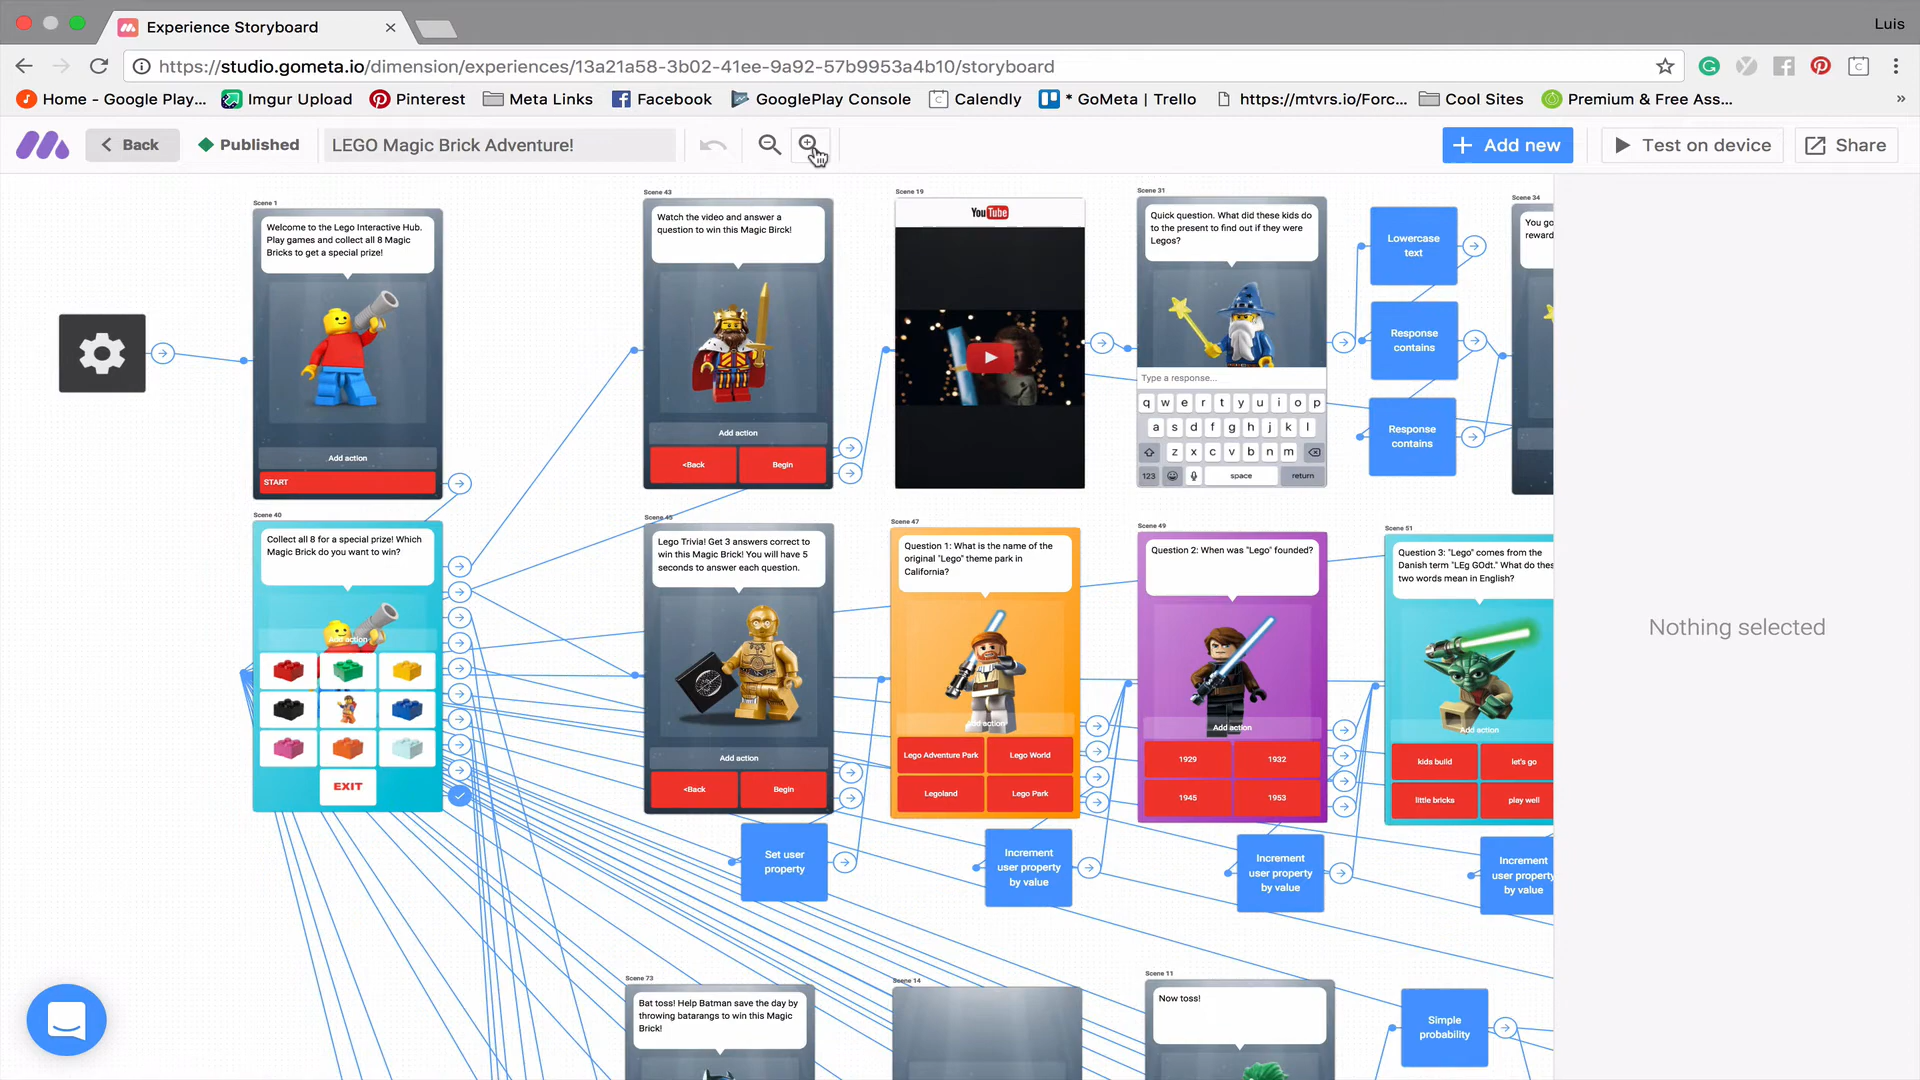 Experience Storyboard
Luis
https://studio.gometa.io/dimension/experiences/13a21a58-3b02-41ee-9a92-57b9953a4b10/storyboard
Home - Google Play...
Imgur Upload
Pinterest
Meta Links
Facebook
GooglePlay Console
Calendly
* GoMeta | Trello
https://mtvrs.io/Forc...
Cool Sites
Premium & Free Ass...
»
Back
Published
LEGO Magic Brick Adventure!
Add new
Test on device
Share
Scene 1
Welcome to the Lego Interactive Hub.
Play games and collect all 8 Magic
Bricks to get a special prize!
Add action
START
Scene 43
Watch the video and answer a
question to win this Magic Birck!
Add action
<Back
Begin
Scene 19
YouTube
Scene 31
Quick question. What did these kids do
to the present to find out if they were
Legos?
Type a response...
q w e r t y u i o p
a s d f g h j k l
z x c v b n m
123
space
return
Lowercase
text
Response
contains
Response
contains
Scene 34
You go
reward
Scene 40
Collect all 8 for a special prize! Which
Magic Brick do you want to win?
Add action
EXIT
Scene 45
Lego Trivia! Get 3 answers correct to
win this Magic Brick! You will have 5
seconds to answer each question.
Add action
<Back
Begin
Scene 47
Question 1: What is the name of the
original "Lego" theme park in
California?
Add action
Lego Adventure Park
Lego World
Legoland
Lego Park
Scene 49
Question 2: When was "Lego" founded?
Add action
1929
1932
1945
1953
Scene 51
Question 3: "Lego" comes from the
Danish term "LEg GOdt." What do thes
two words mean in English?
Add action
kids build
let's go
little bricks
play well
Set user
property
Increment
user property
by value
Increment
user property
by value
Increment
user property
by value
Nothing selected
Scene 73
Bat toss! Help Batman save the day by
throwing batarangs to win this Magic
Brick!
Scene 14
Scene 11
Now toss!
Simple
probability